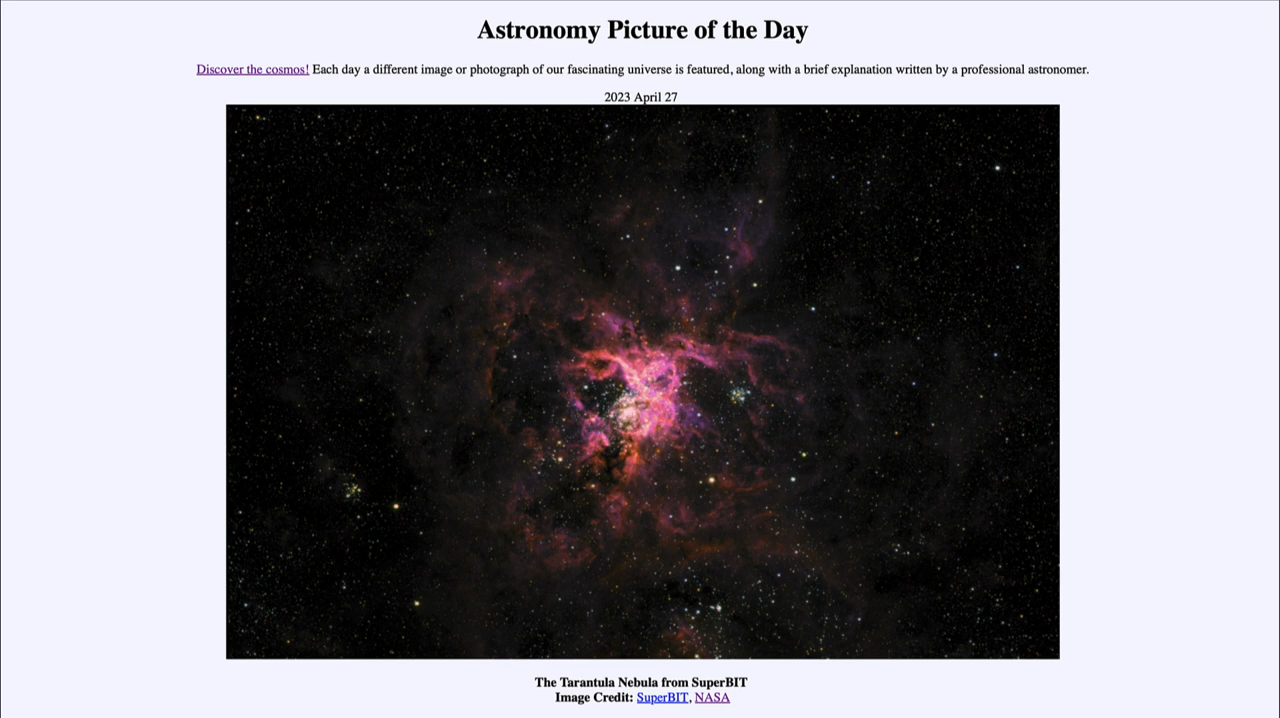 Astronomy Picture of the Day
Discover the cosmos! Each day a different image or photograph of our fascinating universe is featured, along with a brief explanation written by a professional astronomer.
2023 April 27
The Tarantula Nebula from SuperBIT
Image Credit: SuperBIT, NASA